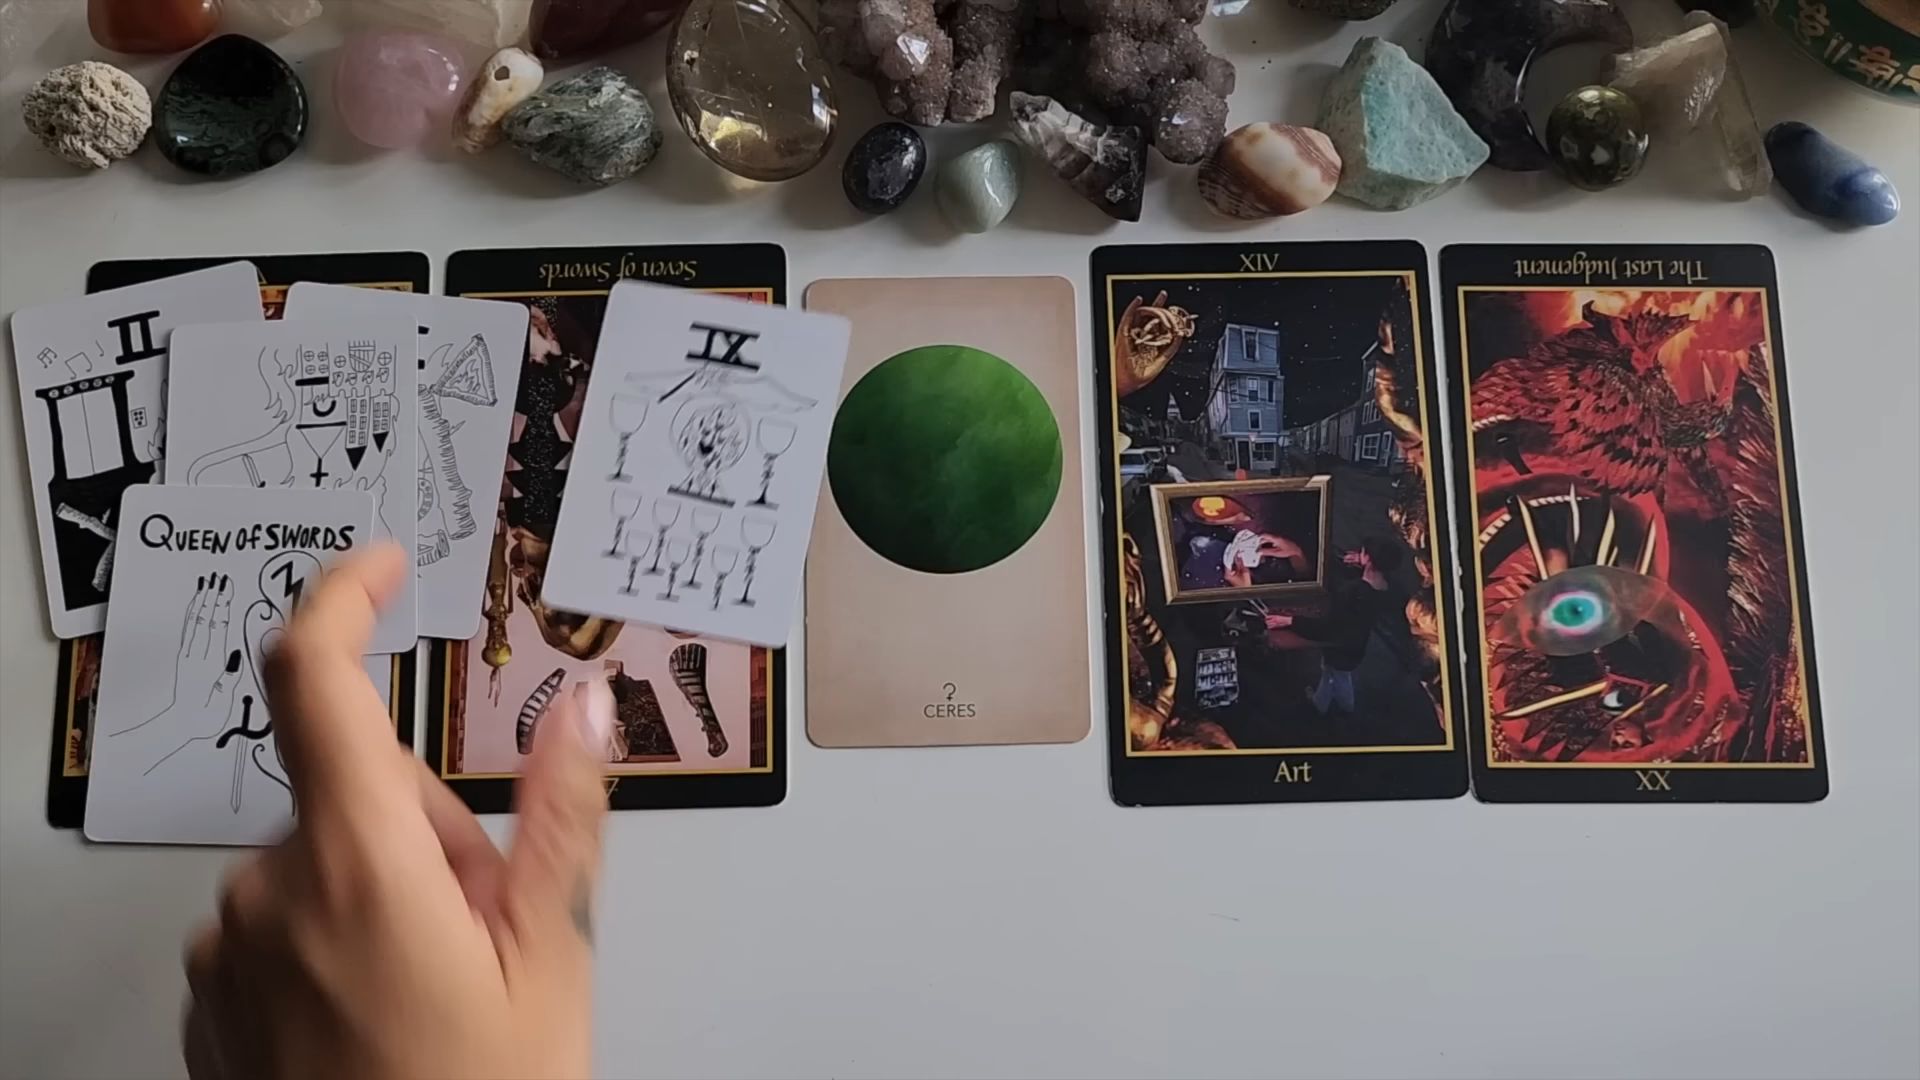 II
QUEEN OF SWORDS
Seven of Swords
IX
CERES
XIV
Art
The Last Judgement
XX